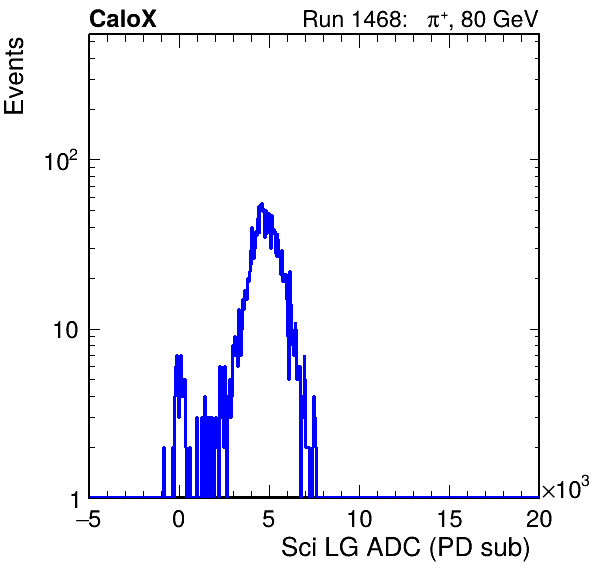 CaloX Run 1468: π⁺, 80 GeV
Events
10²
10
1
−5 0 5 10 15 20 ×10³
Sci LG ADC (PD sub)